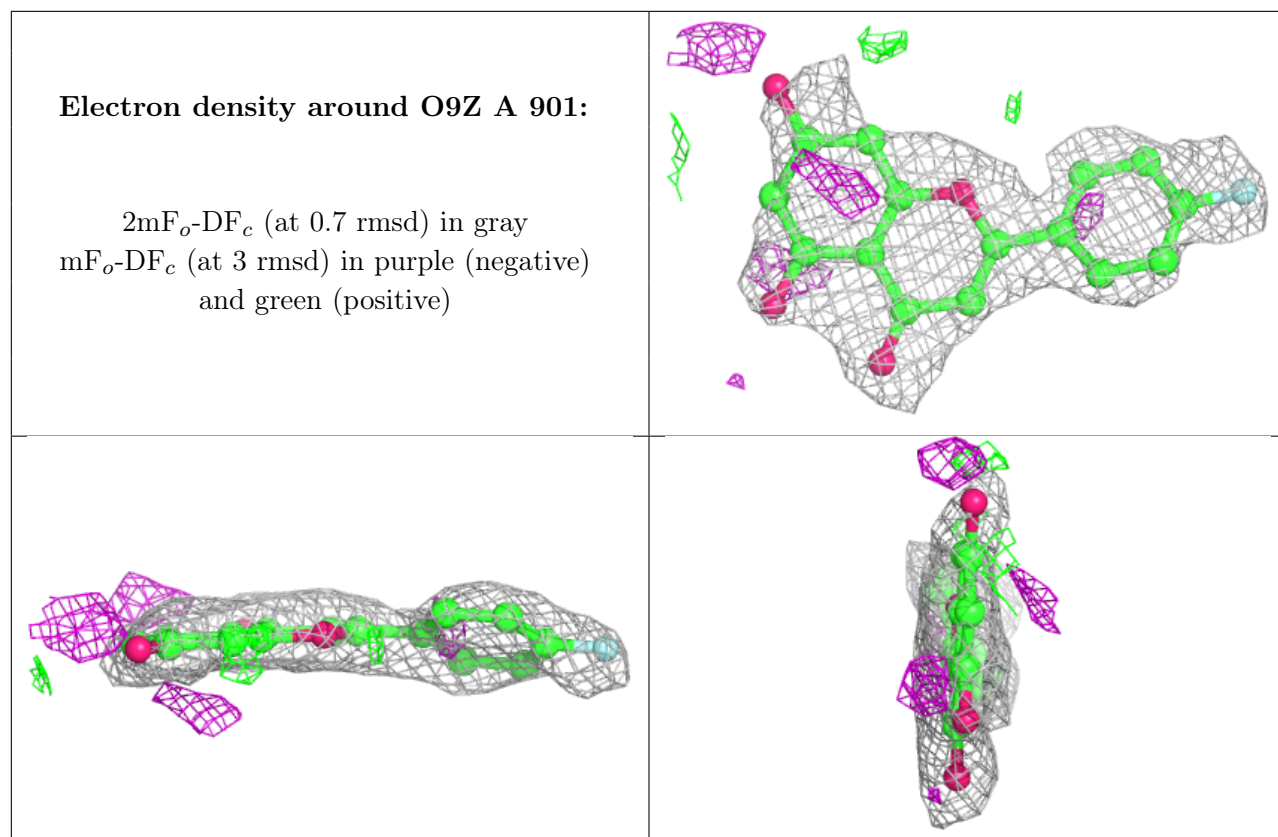 Electron density around O9Z A 901:
2mFo-DFc (at 0.7 rmsd) in gray
mFo-DFc (at 3 rmsd) in purple (negative)
and green (positive)